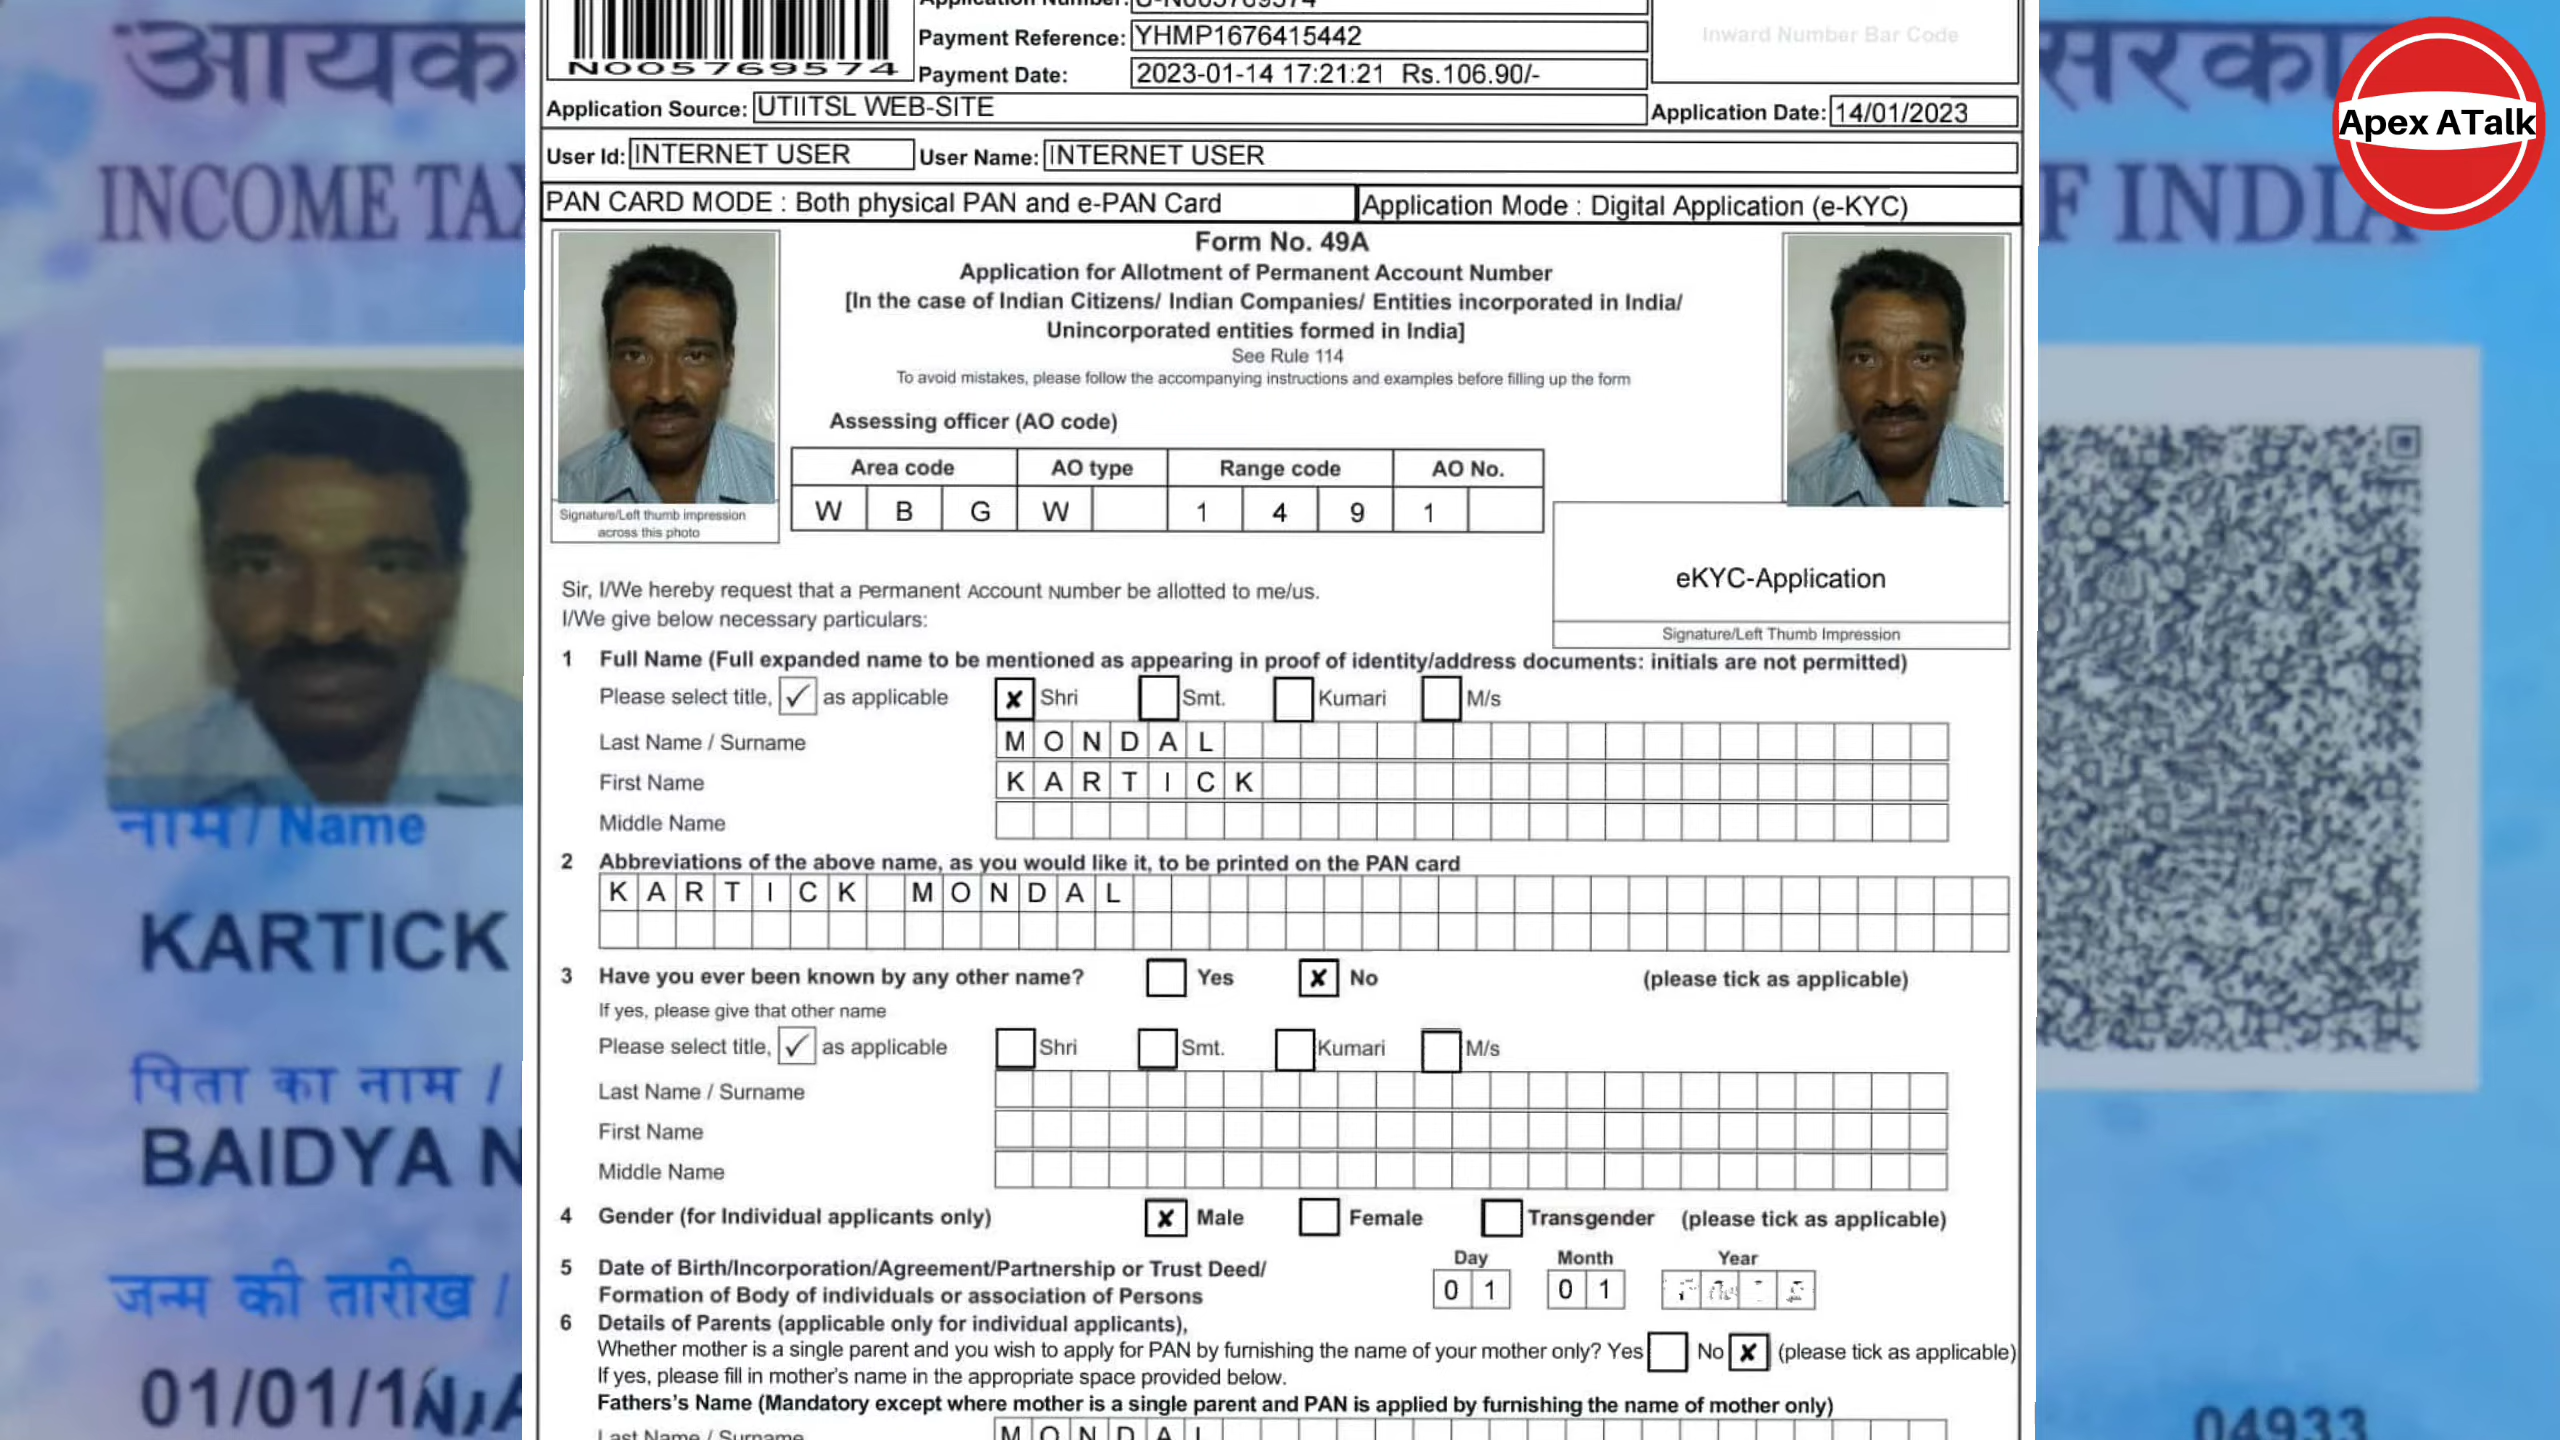 आयक
INCOME TAX
नाम / Name
KARTICK
पिता का नाम /
BAIDYA N
जन्म की तारीख /
01/01/1
N005769574
Payment Reference: YHMP1676415442
Inward Number Bar Code
Payment Date: 2023-01-14 17:21:21 Rs.106.90/-
Application Source: UTIITSL WEB-SITE Application Date: 14/01/2023
User Id: INTERNET USER User Name: INTERNET USER
PAN CARD MODE : Both physical PAN and e-PAN Card Application Mode : Digital Application (e-KYC)
Form No. 49A
Application for Allotment of Permanent Account Number
[In the case of Indian Citizens/ Indian Companies/ Entities incorporated in India/
Unincorporated entities formed in India]
See Rule 114
To avoid mistakes, please follow the accompanying instructions and examples before filling up the form
Assessing officer (AO code)
Area code AO type Range code AO No.
W B G W 1 4 9 1
Signature/Left thumb impression
across this photo
eKYC-Application
Signature/Left Thumb Impression
Sir, I/We hereby request that a Permanent Account Number be allotted to me/us.
I/We give below necessary particulars:
1 Full Name (Full expanded name to be mentioned as appearing in proof of identity/address documents: initials are not permitted)
Please select title, ✓ as applicable ✘ Shri Smt. Kumari M/s
Last Name / Surname MONDAL
First Name KARTICK
Middle Name
2 Abbreviations of the above name, as you would like it, to be printed on the PAN card
KARTICK MONDAL
3 Have you ever been known by any other name? Yes ✘ No (please tick as applicable)
If yes, please give that other name
Please select title, ✓ as applicable Shri Smt. Kumari M/s
Last Name / Surname
First Name
Middle Name
4 Gender (for Individual applicants only) ✘ Male Female Transgender (please tick as applicable)
Day Month Year
5 Date of Birth/Incorporation/Agreement/Partnership or Trust Deed/
Formation of Body of individuals or association of Persons 0 1 0 1
6 Details of Parents (applicable only for individual applicants),
Whether mother is a single parent and you wish to apply for PAN by furnishing the name of your mother only? Yes No ✘ (please tick as applicable)
If yes, please fill in mother's name in the appropriate space provided below.
Fathers's Name (Mandatory except where mother is a single parent and PAN is applied by furnishing the name of mother only)
Last Name / Surname MONDAL
सरका
Apex ATalk
F INDIA
04933